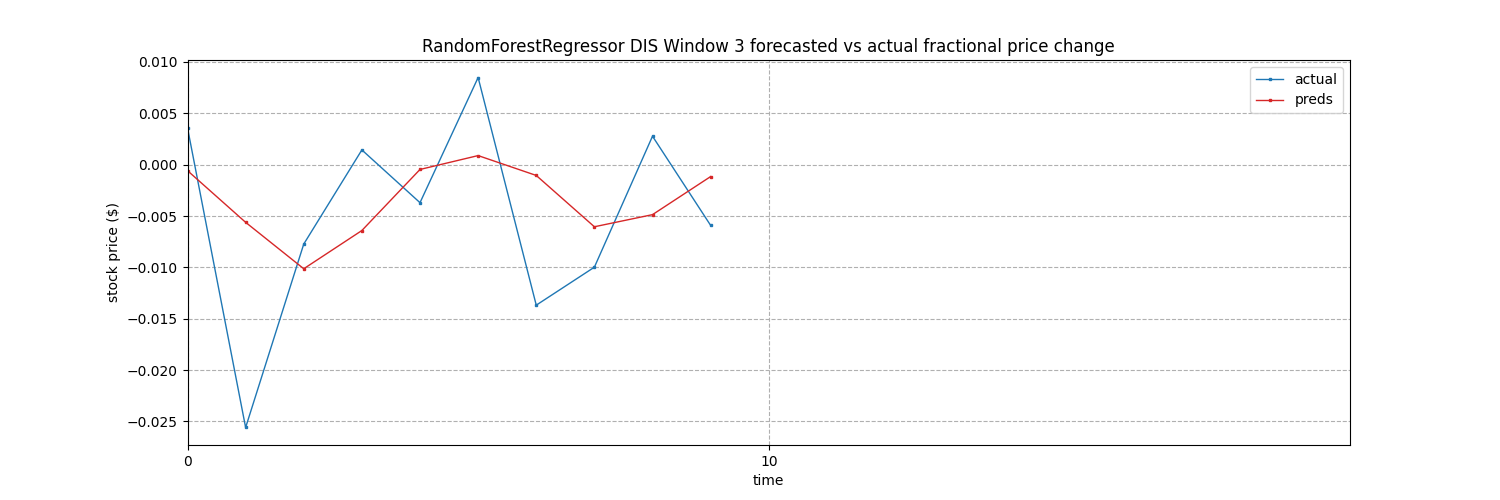 RandomForestRegressor DIS Window 3 forecasted vs actual fractional price change
0.010
0.005
0.000
−0.005
−0.010
−0.015
−0.020
−0.025
stock price ($)
actual
preds
0
10
time